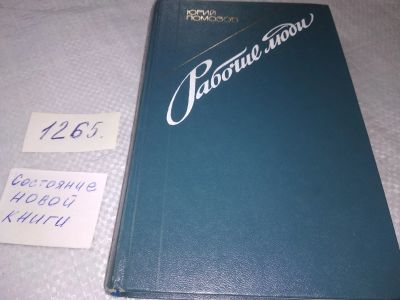 ЮРИЙ
ПОМОЗОВ
Рабочие люди
1265.
Состояние
НОВОЙ
КНИГИ